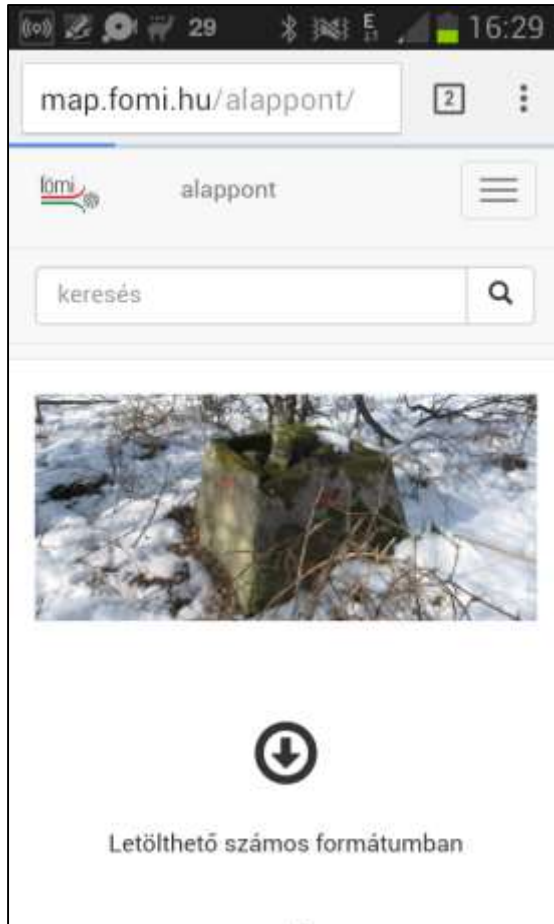 29 E 16:29
map.fomi.hu/alappont/ 2
fömi alappont
keresés
Letölthető számos formátumban